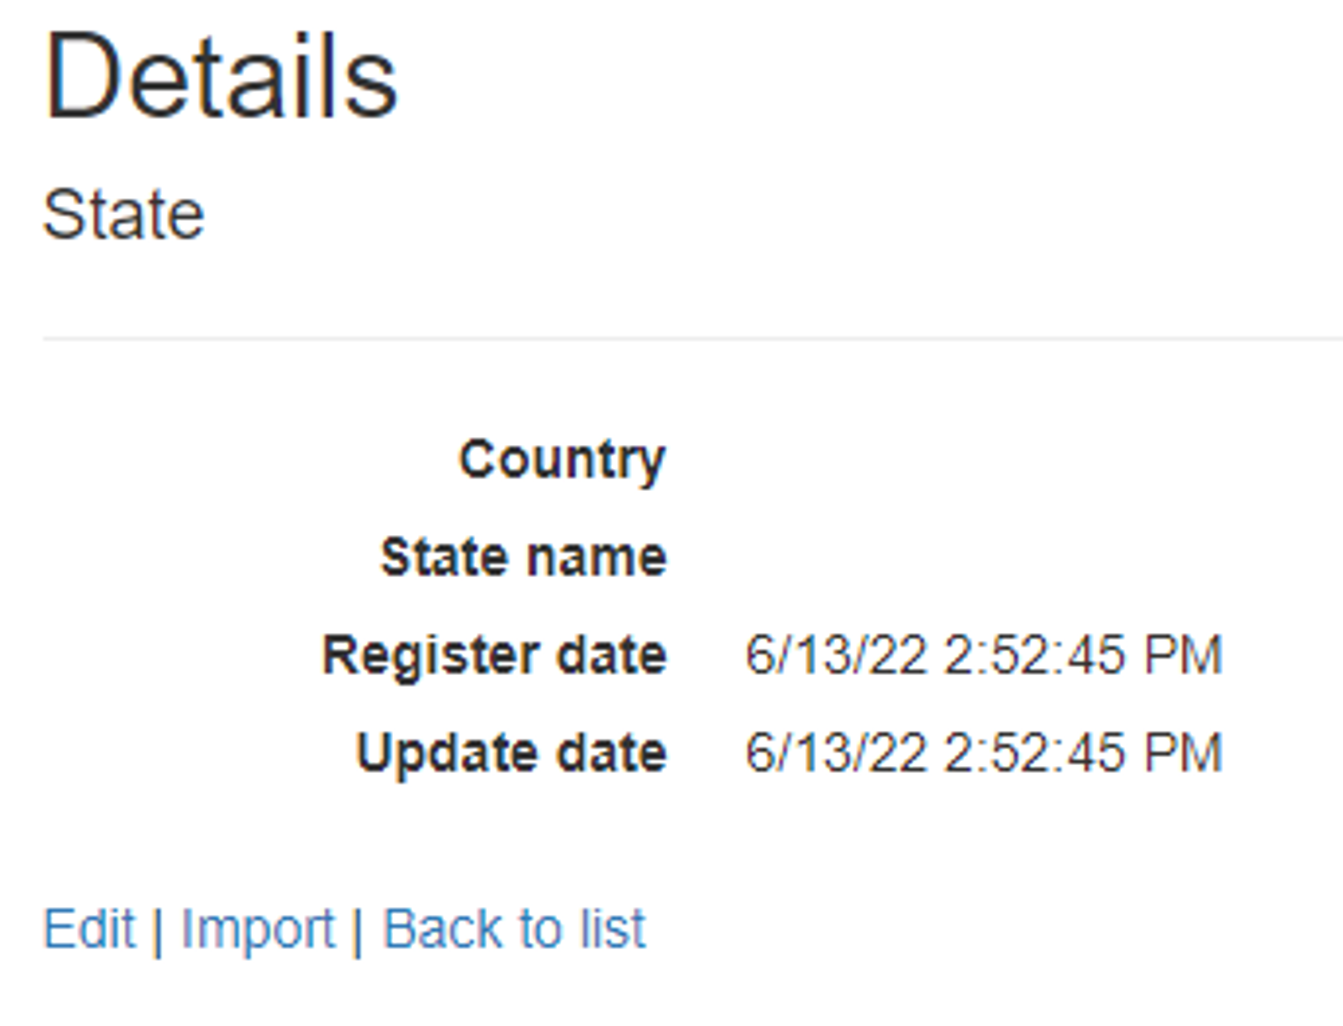 Details
State
Country
State name
Register date 6/13/22 2:52:45 PM
Update date 6/13/22 2:52:45 PM
Edit | Import | Back to list